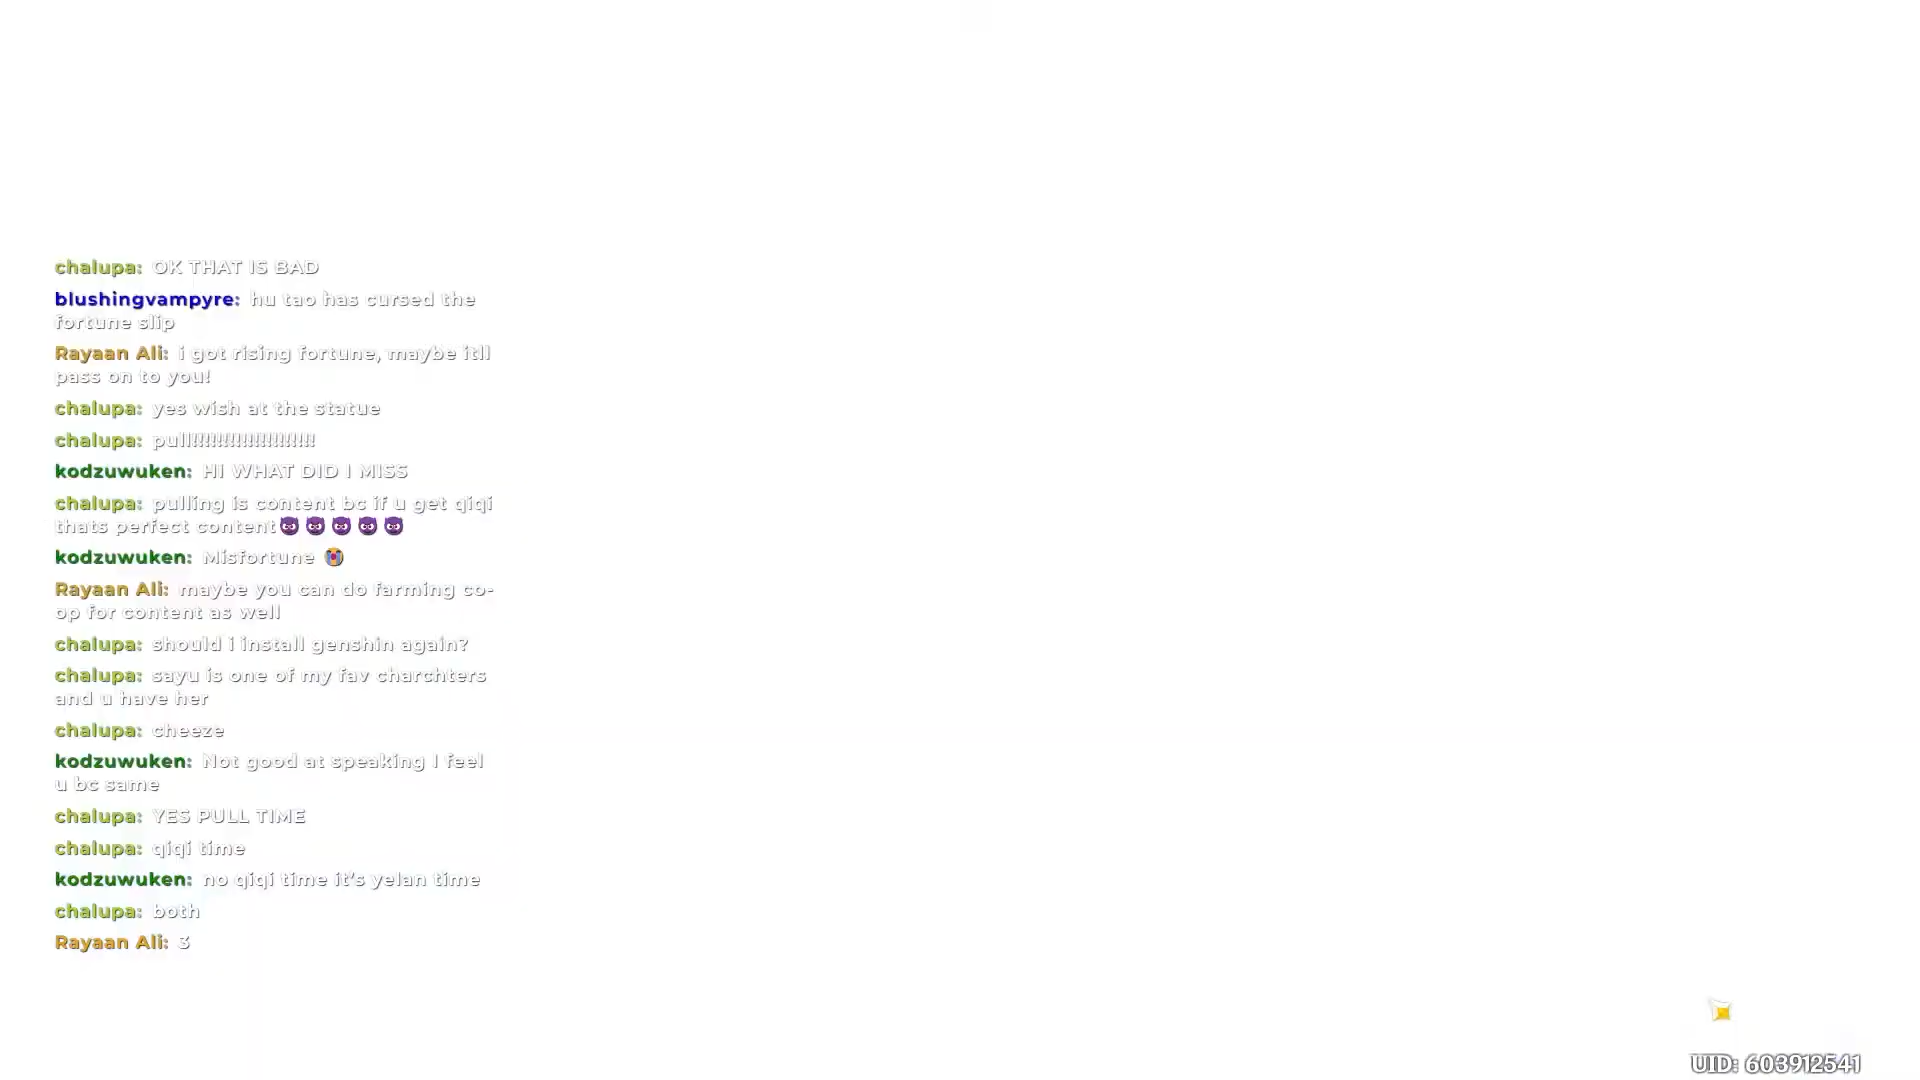 chalupa: OK THAT IS BAD
blushingvampyre: hu tao has cursed the
fortune slip
Rayaan Ali: i got rising fortune, maybe itll
pass on to you!
chalupa: yes wish at the statue
chalupa: pull!!!!!!!!!!!!!!!!!!!!!!
kodzuwuken: HI WHAT DID I MISS
chalupa: pulling is content bc if u get qiqi
thats perfect content😈😈😈😈😈
kodzuwuken: Misfortune 😭
Rayaan Ali: maybe you can do farming co-
op for content as well
chalupa: should i install genshin again?
chalupa: sayu is one of my fav charchters
and u have her
chalupa: cheeze
kodzuwuken: Not good at speaking I feel
u bc same
chalupa: YES PULL TIME
chalupa: qiqi time
kodzuwuken: no qiqi time it's yelan time
chalupa: both
Rayaan Ali: 3
UID: 603912541